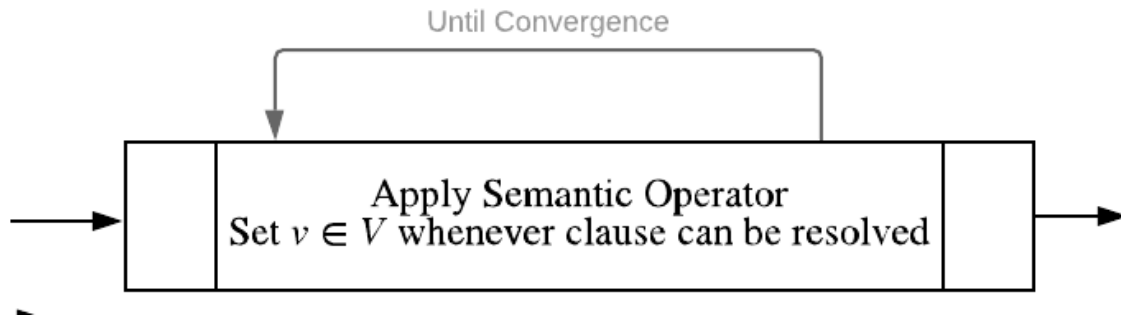 Until Convergence
Apply Semantic Operator
Set v ∈ V whenever clause can be resolved